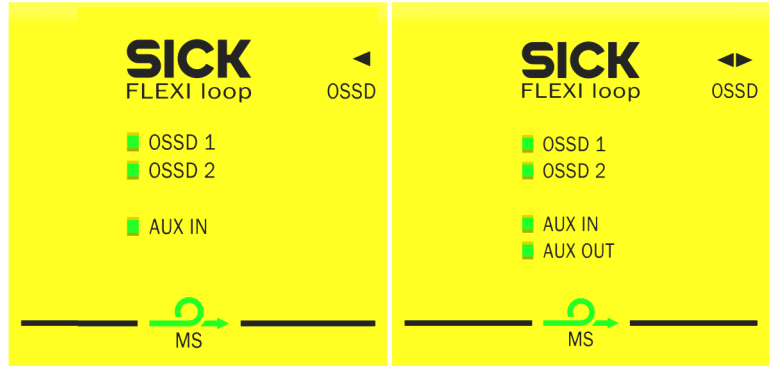 SICK
FLEXI loop
OSSD
OSSD 1
OSSD 2
AUX IN
MS
SICK
FLEXI loop
OSSD
OSSD 1
OSSD 2
AUX IN
AUX OUT
MS